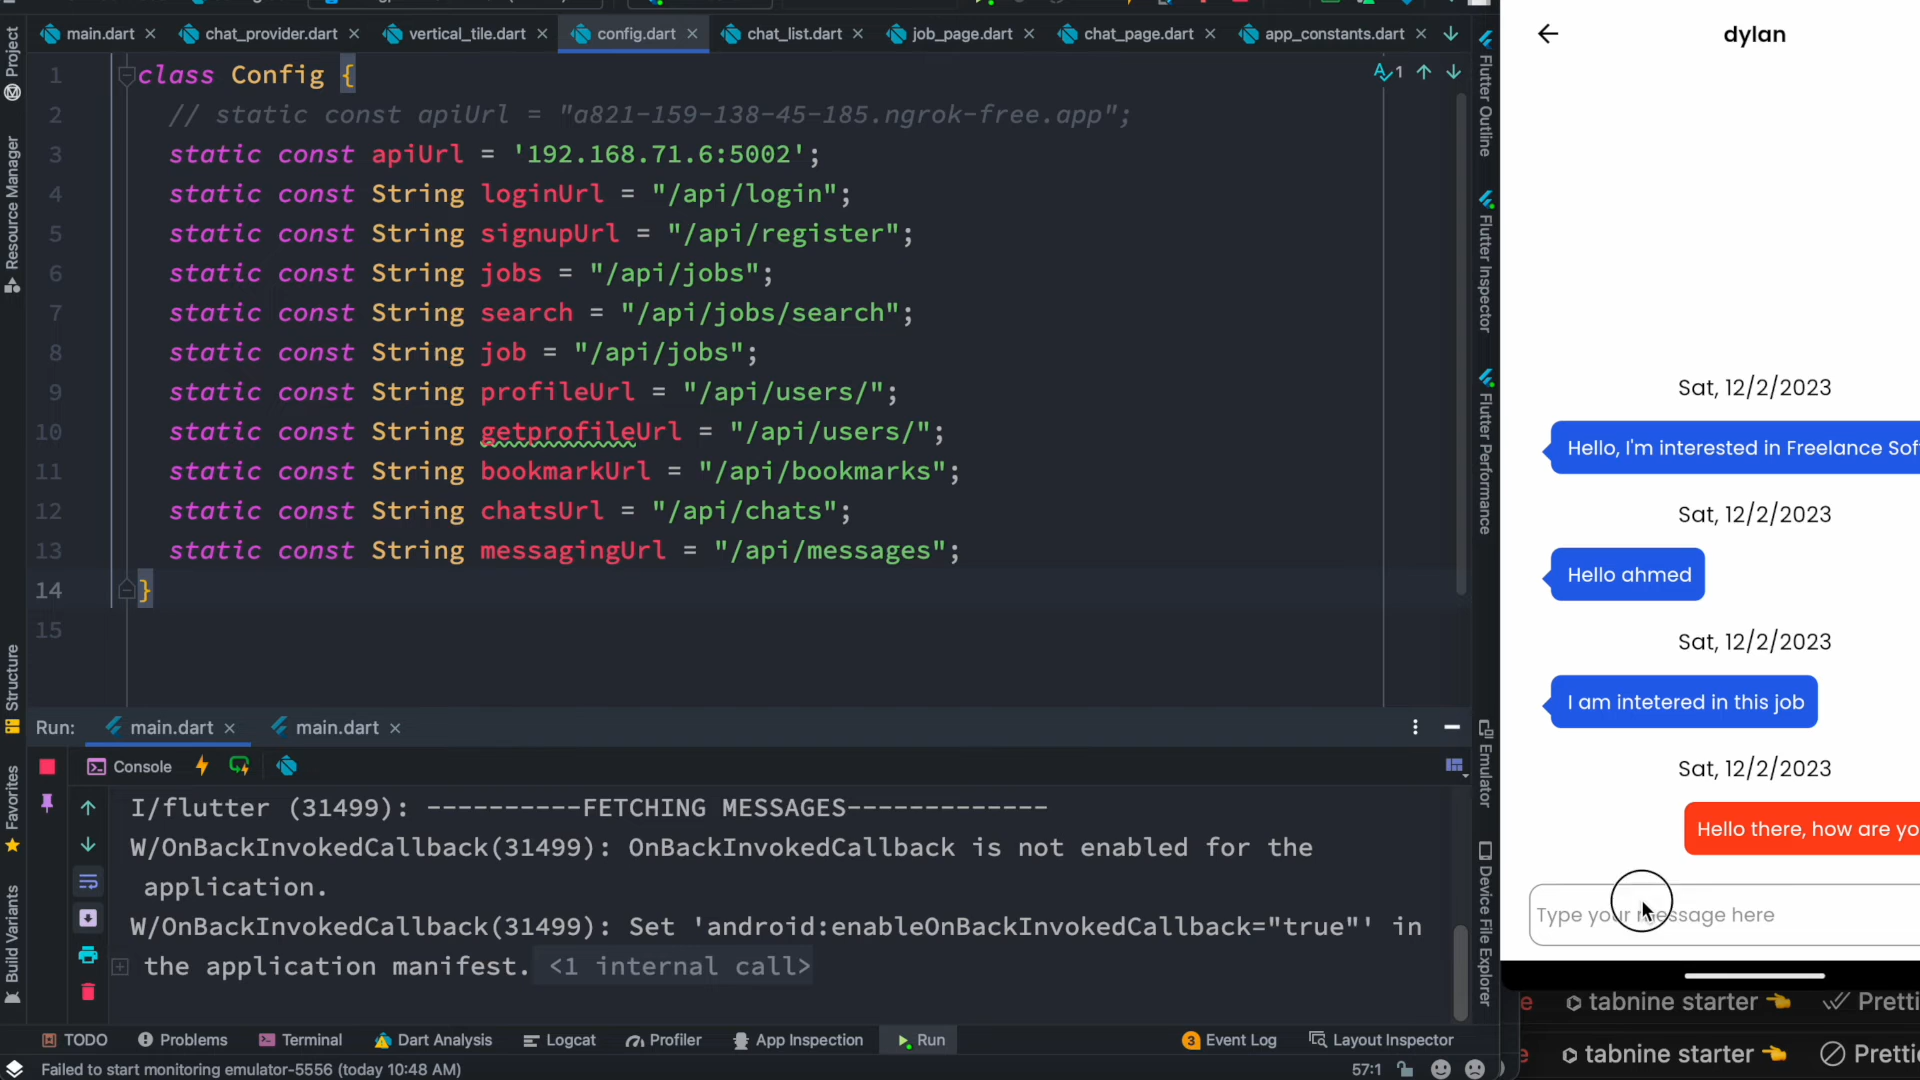 main.dart
chat_provider.dart
vertical_tile.dart
config.dart
chat_list.dart
job_page.dart
chat_page.dart
app_constants.dart
Project
Resource Manager
Structure
Favorites
Build Variants
1 class Config {
2 // static const apiUrl = "a821-159-138-45-185.ngrok-free.app";
3 static const apiUrl = '192.168.71.6:5002';
4 static const String loginUrl = "/api/login";
5 static const String signupUrl = "/api/register";
6 static const String jobs = "/api/jobs";
7 static const String search = "/api/jobs/search";
8 static const String job = "/api/jobs";
9 static const String profileUrl = "/api/users/";
10 static const String getprofileUrl = "/api/users/";
11 static const String bookmarkUrl = "/api/bookmarks";
12 static const String chatsUrl = "/api/chats";
13 static const String messagingUrl = "/api/messages";
14 }
15
1
Flutter Outline
Flutter Inspector
Flutter Performance
Emulator
Device File Explorer
Run:
main.dart
main.dart
Console
I/flutter (31499): ----------FETCHING MESSAGES-------------
W/OnBackInvokedCallback(31499): OnBackInvokedCallback is not enabled for the
application.
W/OnBackInvokedCallback(31499): Set 'android:enableOnBackInvokedCallback="true"' in
the application manifest. <1 internal call>
TODO
Problems
Terminal
Dart Analysis
Logcat
Profiler
App Inspection
Run
3 Event Log
Layout Inspector
Failed to start monitoring emulator-5556 (today 10:48 AM)
57:1
dylan
Sat, 12/2/2023
Hello, I'm interested in Freelance Sof
Sat, 12/2/2023
Hello ahmed
Sat, 12/2/2023
I am intetered in this job
Sat, 12/2/2023
Hello there, how are yo
Type your message here
e tabnine starter Pretti
e tabnine starter Pretti